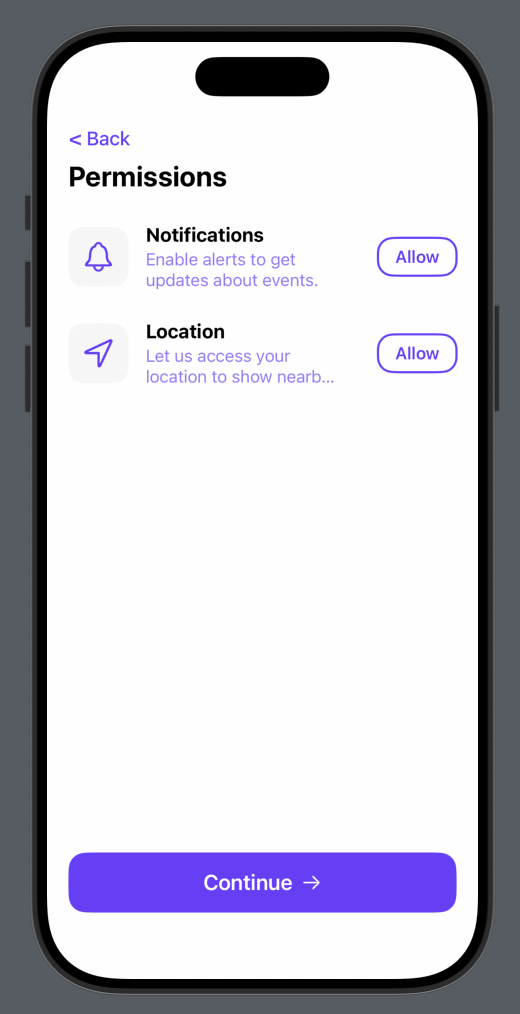 < Back
Permissions
Notifications
Enable alerts to get
updates about events.
Allow
Location
Let us access your
location to show nearb...
Allow
Continue →